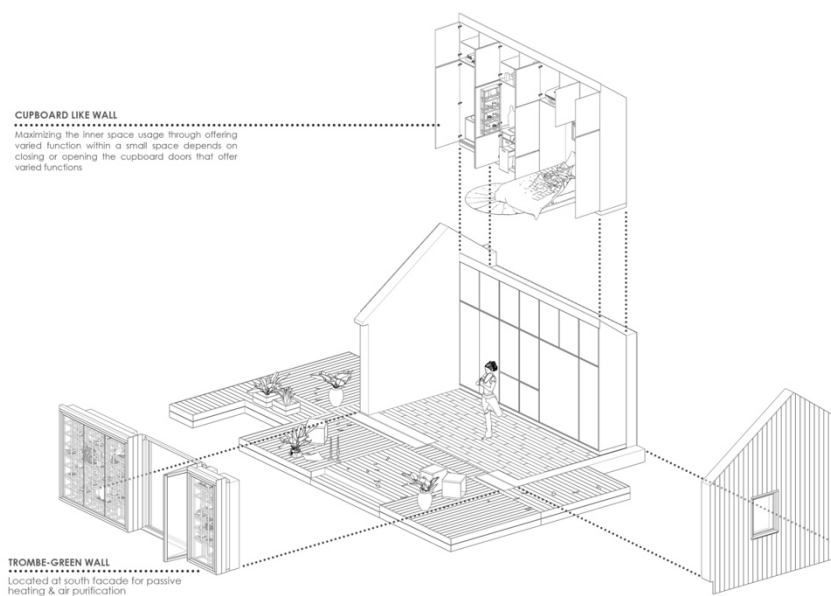 CUPBOARD LIKE WALL
Maximizing the inner space usage through offering
varied function within a small space depends on
closing or opening the cupboard doors that offer
varied functions
TROMBE-GREEN WALL
Located at south facade for passive
heating & air purification